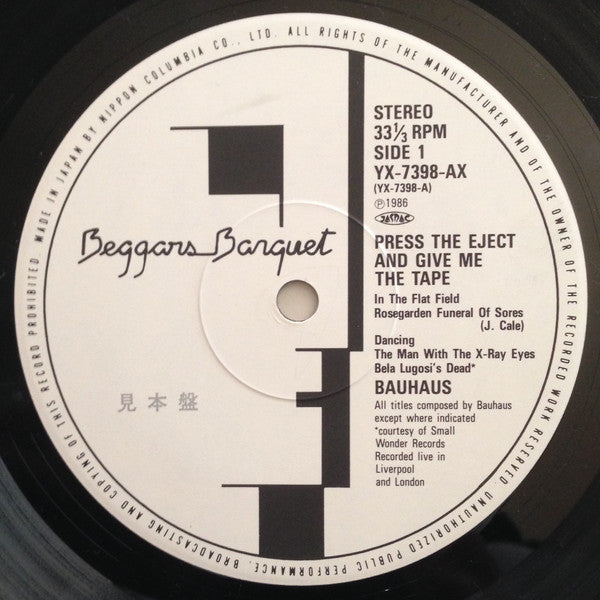 MADE IN JAPAN BY NIPPON COLUMBIA CO., LTD. ALL RIGHTS OF THE MANUFACTURER AND OF THE OWNER OF THE RECORDED WORK RESERVED. UNAUTHORIZED PUBLIC PERFORMANCE, BROADCASTING AND COPYING OF THIS RECORD PROHIBITED.
Beggars Banquet
見本盤
STEREO
33⅓ RPM
SIDE 1
YX-7398-AX
(YX-7398-A)
Ⓟ1986
JASRAC
PRESS THE EJECT
AND GIVE ME
THE TAPE
In The Flat Field
Rosegarden Funeral Of Sores
(J. Cale)
Dancing
The Man With The X-Ray Eyes
Bela Lugosi's Dead*
BAUHAUS
All titles composed by Bauhaus
except where indicated
*courtesy of Small
Wonder Records
Recorded live in
Liverpool
and London